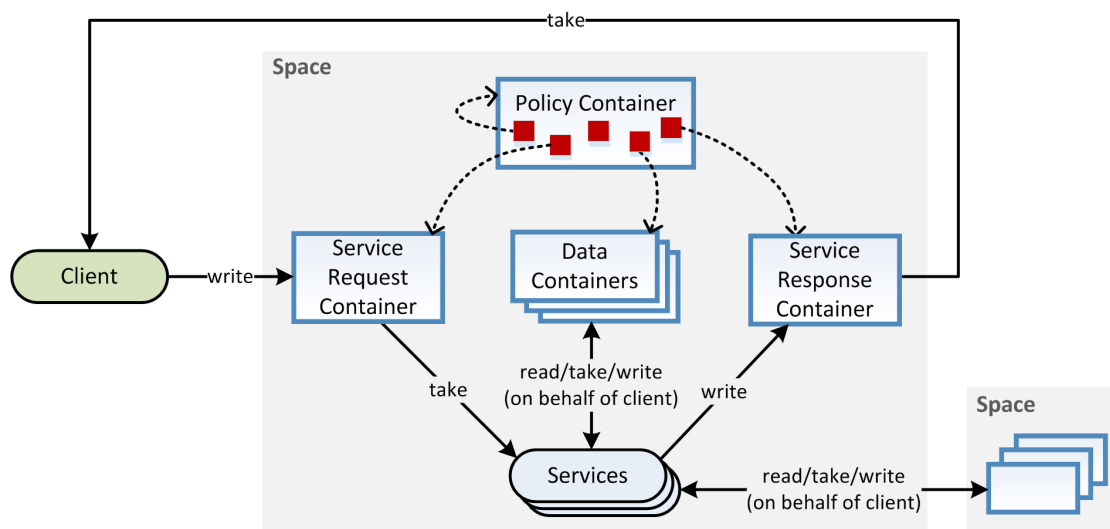 take
Space
Policy Container
Client
write
Service
Request
Container
Data
Containers
Service
Response
Container
take
read/take/write
(on behalf of client)
write
Space
Services
read/take/write
(on behalf of client)